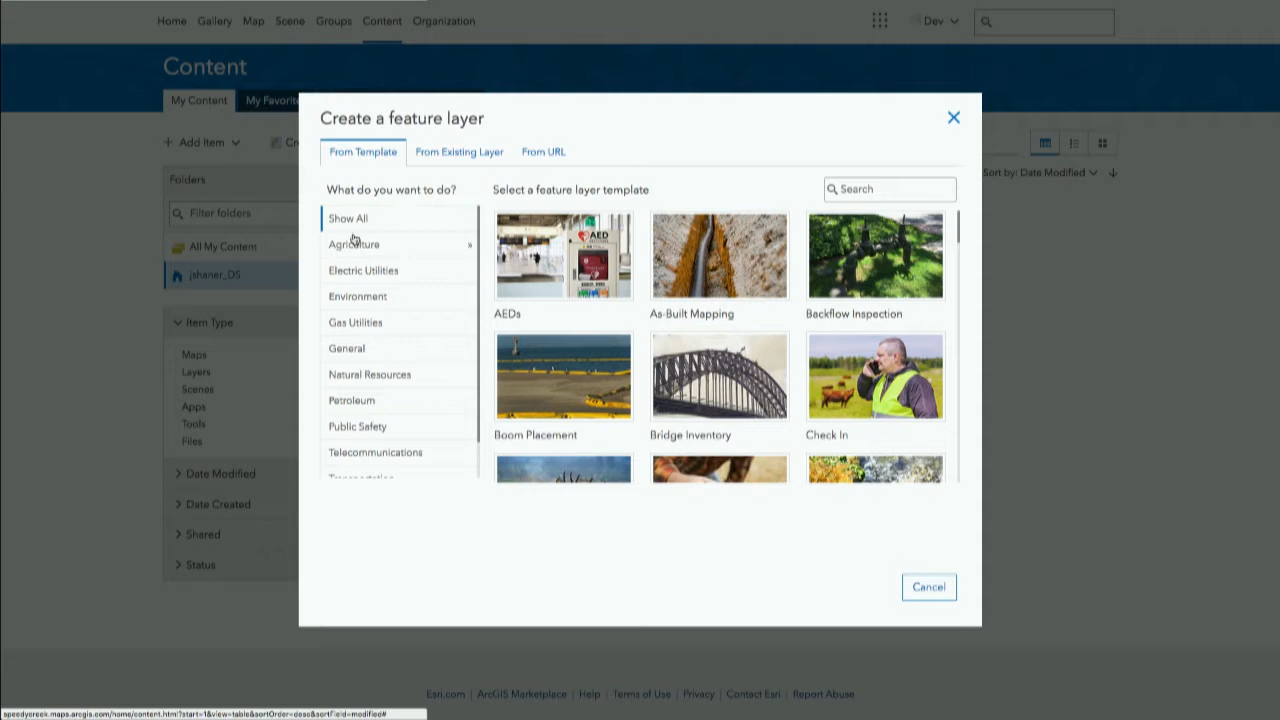 Home Gallery Map Scene Groups Content Organization Dev
Content
My Content My Favorite
Create a feature layer
From Template From Existing Layer From URL
Add Item
What do you want to do? Select a feature layer template Search
Folders
Filter folders
All My Content
jshaner_DS
Item Type
Maps
Layers
Scenes
Apps
Tools
Files
Date Modified
Date Created
Shared
Status
Show All
Agriculture »
Electric Utilities
Environment
Gas Utilities
General
Natural Resources
Petroleum
Public Safety
Telecommunications
Transportation
AED
AEDs As-Built Mapping Backflow Inspection
Boom Placement Bridge Inventory Check In
Sort by: Date Modified
Cancel
Esri.com | ArcGIS Marketplace | Help | Terms of Use | Privacy | Contact Esri | Report Abuse
speedycreek.maps.arcgis.com/home/content.html?start=1&view=table&sortOrder=desc&sortField=modified#